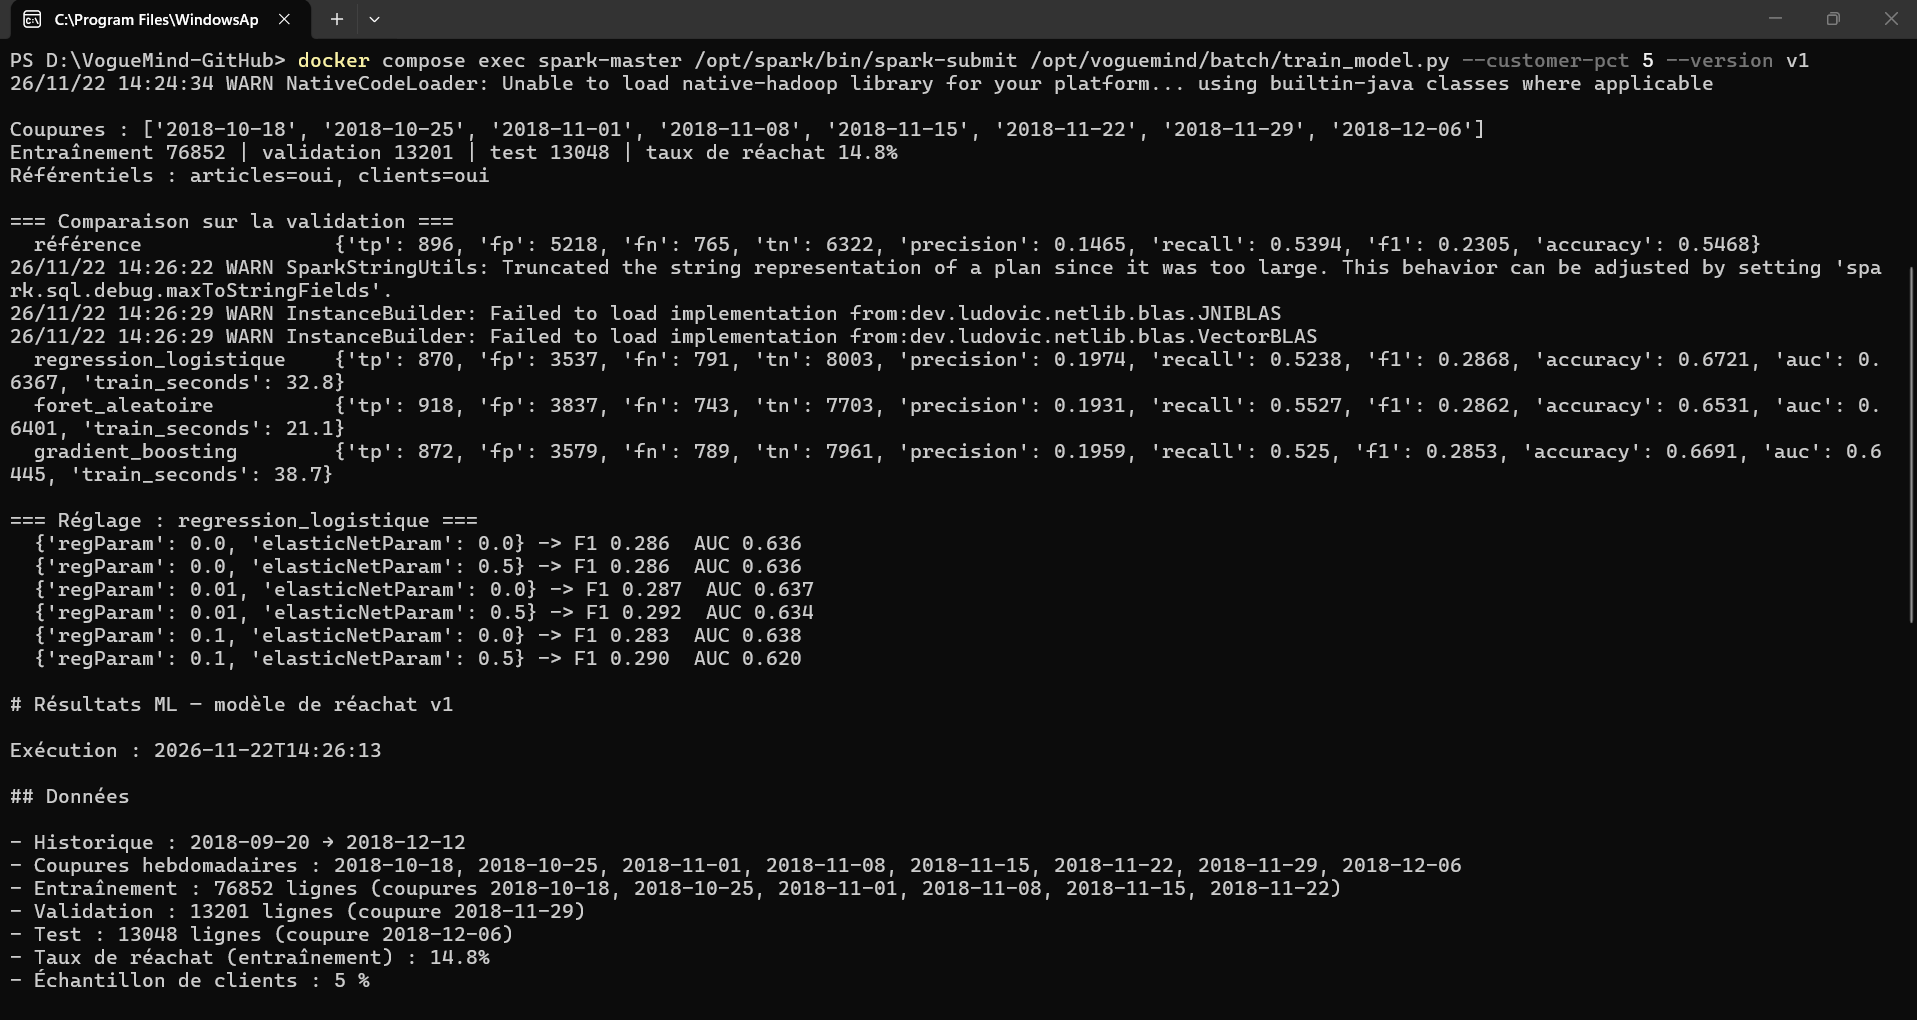 C:\Program Files\WindowsAp
PS D:\VogueMind-GitHub> docker compose exec spark-master /opt/spark/bin/spark-submit /opt/voguemind/batch/train_model.py --customer-pct 5 --version v1
26/11/22 14:24:34 WARN NativeCodeLoader: Unable to load native-hadoop library for your platform... using builtin-java classes where applicable
Coupures : ['2018-10-18', '2018-10-25', '2018-11-01', '2018-11-08', '2018-11-15', '2018-11-22', '2018-11-29', '2018-12-06']
Entraînement 76852 | validation 13201 | test 13048 | taux de réachat 14.8%
Référentiels : articles=oui, clients=oui
=== Comparaison sur la validation ===
référence {'tp': 896, 'fp': 5218, 'fn': 765, 'tn': 6322, 'precision': 0.1465, 'recall': 0.5394, 'f1': 0.2305, 'accuracy': 0.5468}
26/11/22 14:26:22 WARN SparkStringUtils: Truncated the string representation of a plan since it was too large. This behavior can be adjusted by setting 'spa
rk.sql.debug.maxToStringFields'.
26/11/22 14:26:29 WARN InstanceBuilder: Failed to load implementation from:dev.ludovic.netlib.blas.JNIBLAS
26/11/22 14:26:29 WARN InstanceBuilder: Failed to load implementation from:dev.ludovic.netlib.blas.VectorBLAS
regression_logistique {'tp': 870, 'fp': 3537, 'fn': 791, 'tn': 8003, 'precision': 0.1974, 'recall': 0.5238, 'f1': 0.2868, 'accuracy': 0.6721, 'auc': 0.
6367, 'train_seconds': 32.8}
foret_aleatoire {'tp': 918, 'fp': 3837, 'fn': 743, 'tn': 7703, 'precision': 0.1931, 'recall': 0.5527, 'f1': 0.2862, 'accuracy': 0.6531, 'auc': 0.
6401, 'train_seconds': 21.1}
gradient_boosting {'tp': 872, 'fp': 3579, 'fn': 789, 'tn': 7961, 'precision': 0.1959, 'recall': 0.525, 'f1': 0.2853, 'accuracy': 0.6691, 'auc': 0.6
445, 'train_seconds': 38.7}
=== Réglage : regression_logistique ===
{'regParam': 0.0, 'elasticNetParam': 0.0} -> F1 0.286 AUC 0.636
{'regParam': 0.0, 'elasticNetParam': 0.5} -> F1 0.286 AUC 0.636
{'regParam': 0.01, 'elasticNetParam': 0.0} -> F1 0.287 AUC 0.637
{'regParam': 0.01, 'elasticNetParam': 0.5} -> F1 0.292 AUC 0.634
{'regParam': 0.1, 'elasticNetParam': 0.0} -> F1 0.283 AUC 0.638
{'regParam': 0.1, 'elasticNetParam': 0.5} -> F1 0.290 AUC 0.620
# Résultats ML — modèle de réachat v1
Exécution : 2026-11-22T14:26:13
## Données
- Historique : 2018-09-20 → 2018-12-12
- Coupures hebdomadaires : 2018-10-18, 2018-10-25, 2018-11-01, 2018-11-08, 2018-11-15, 2018-11-22, 2018-11-29, 2018-12-06
- Entraînement : 76852 lignes (coupures 2018-10-18, 2018-10-25, 2018-11-01, 2018-11-08, 2018-11-15, 2018-11-22)
- Validation : 13201 lignes (coupure 2018-11-29)
- Test : 13048 lignes (coupure 2018-12-06)
- Taux de réachat (entraînement) : 14.8%
- Échantillon de clients : 5 %